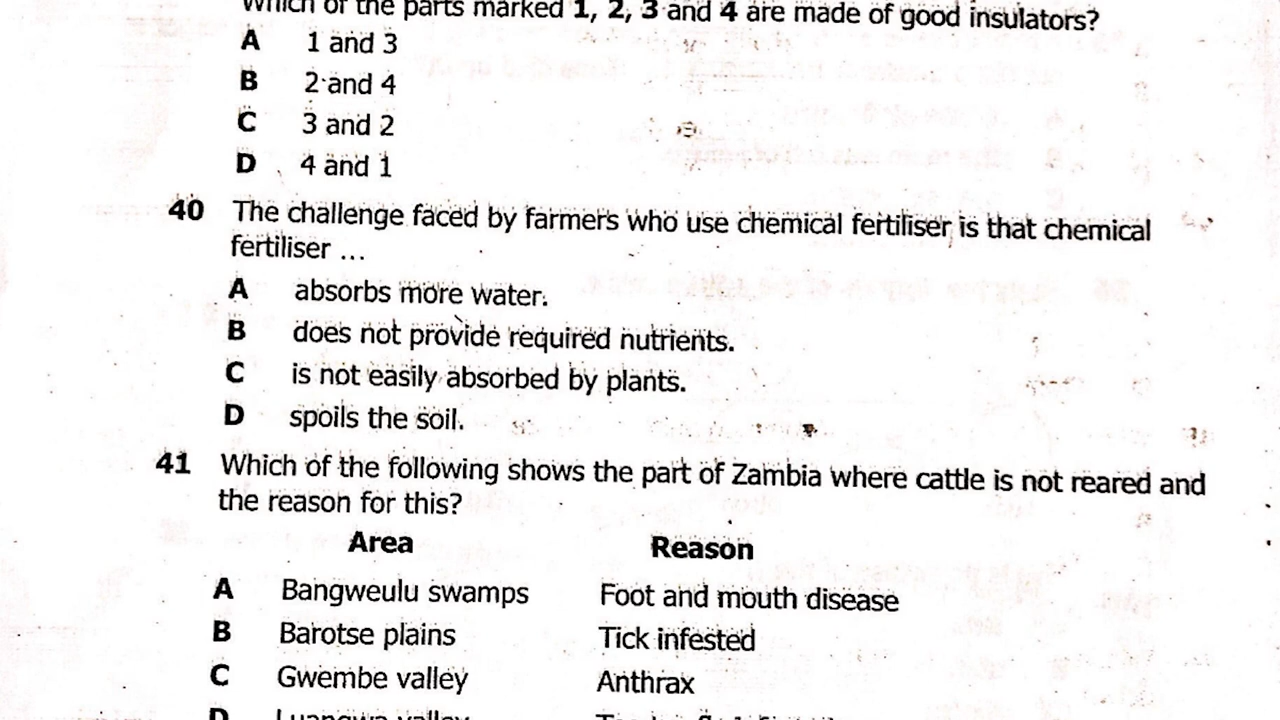 Which of the parts marked 1, 2, 3 and 4 are made of good insulators?
A 1 and 3
B 2 and 4
C 3 and 2
D 4 and 1
40 The challenge faced by farmers who use chemical fertiliser is that chemical
fertiliser ...
A absorbs more water.
B does not provide required nutrients.
C is not easily absorbed by plants.
D spoils the soil.
41 Which of the following shows the part of Zambia where cattle is not reared and
the reason for this?
Area Reason
A Bangweulu swamps Foot and mouth disease
B Barotse plains Tick infested
C Gwembe valley Anthrax
D Luangwa valley